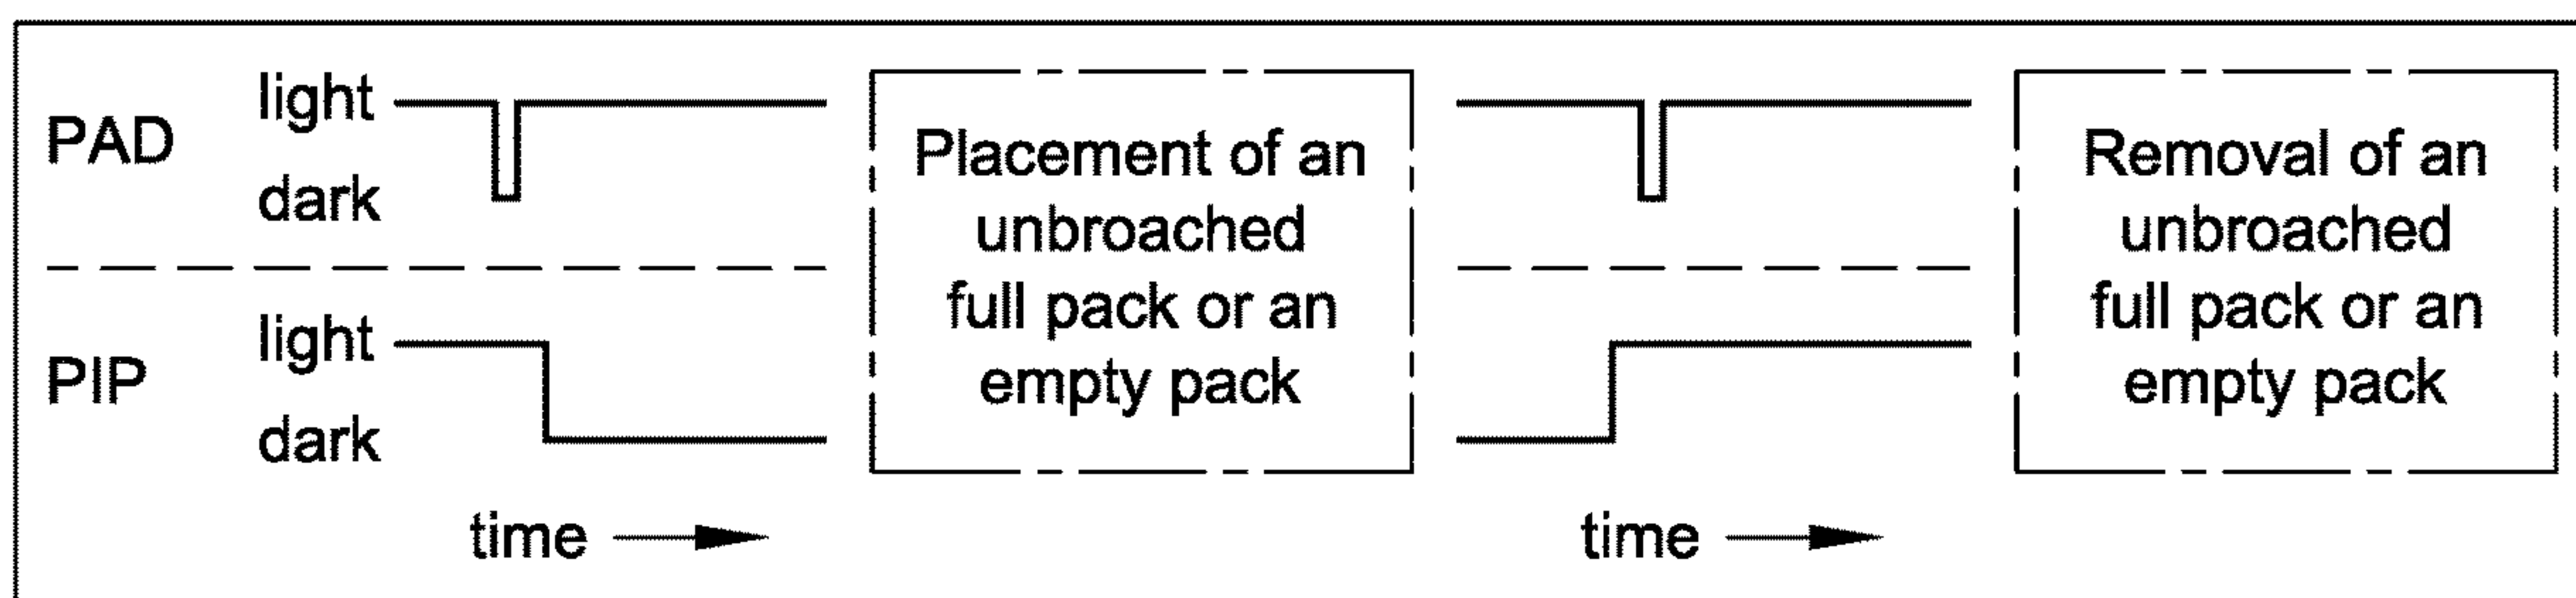 PAD
light
dark
PIP
light
dark
time
Placement of an
unbroached
full pack or an
empty pack
time
Removal of an
unbroached
full pack or an
empty pack